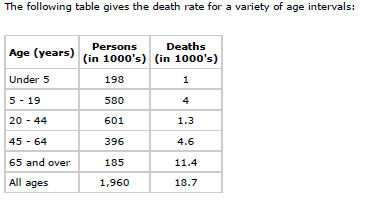 The following table gives the death rate for a variety of age intervals:
Age (years) Persons (in 1000's) Deaths (in 1000's)
Under 5 198 1
5 - 19 580 4
20 - 44 601 1.3
45 - 64 396 4.6
65 and over 185 11.4
All ages 1,960 18.7